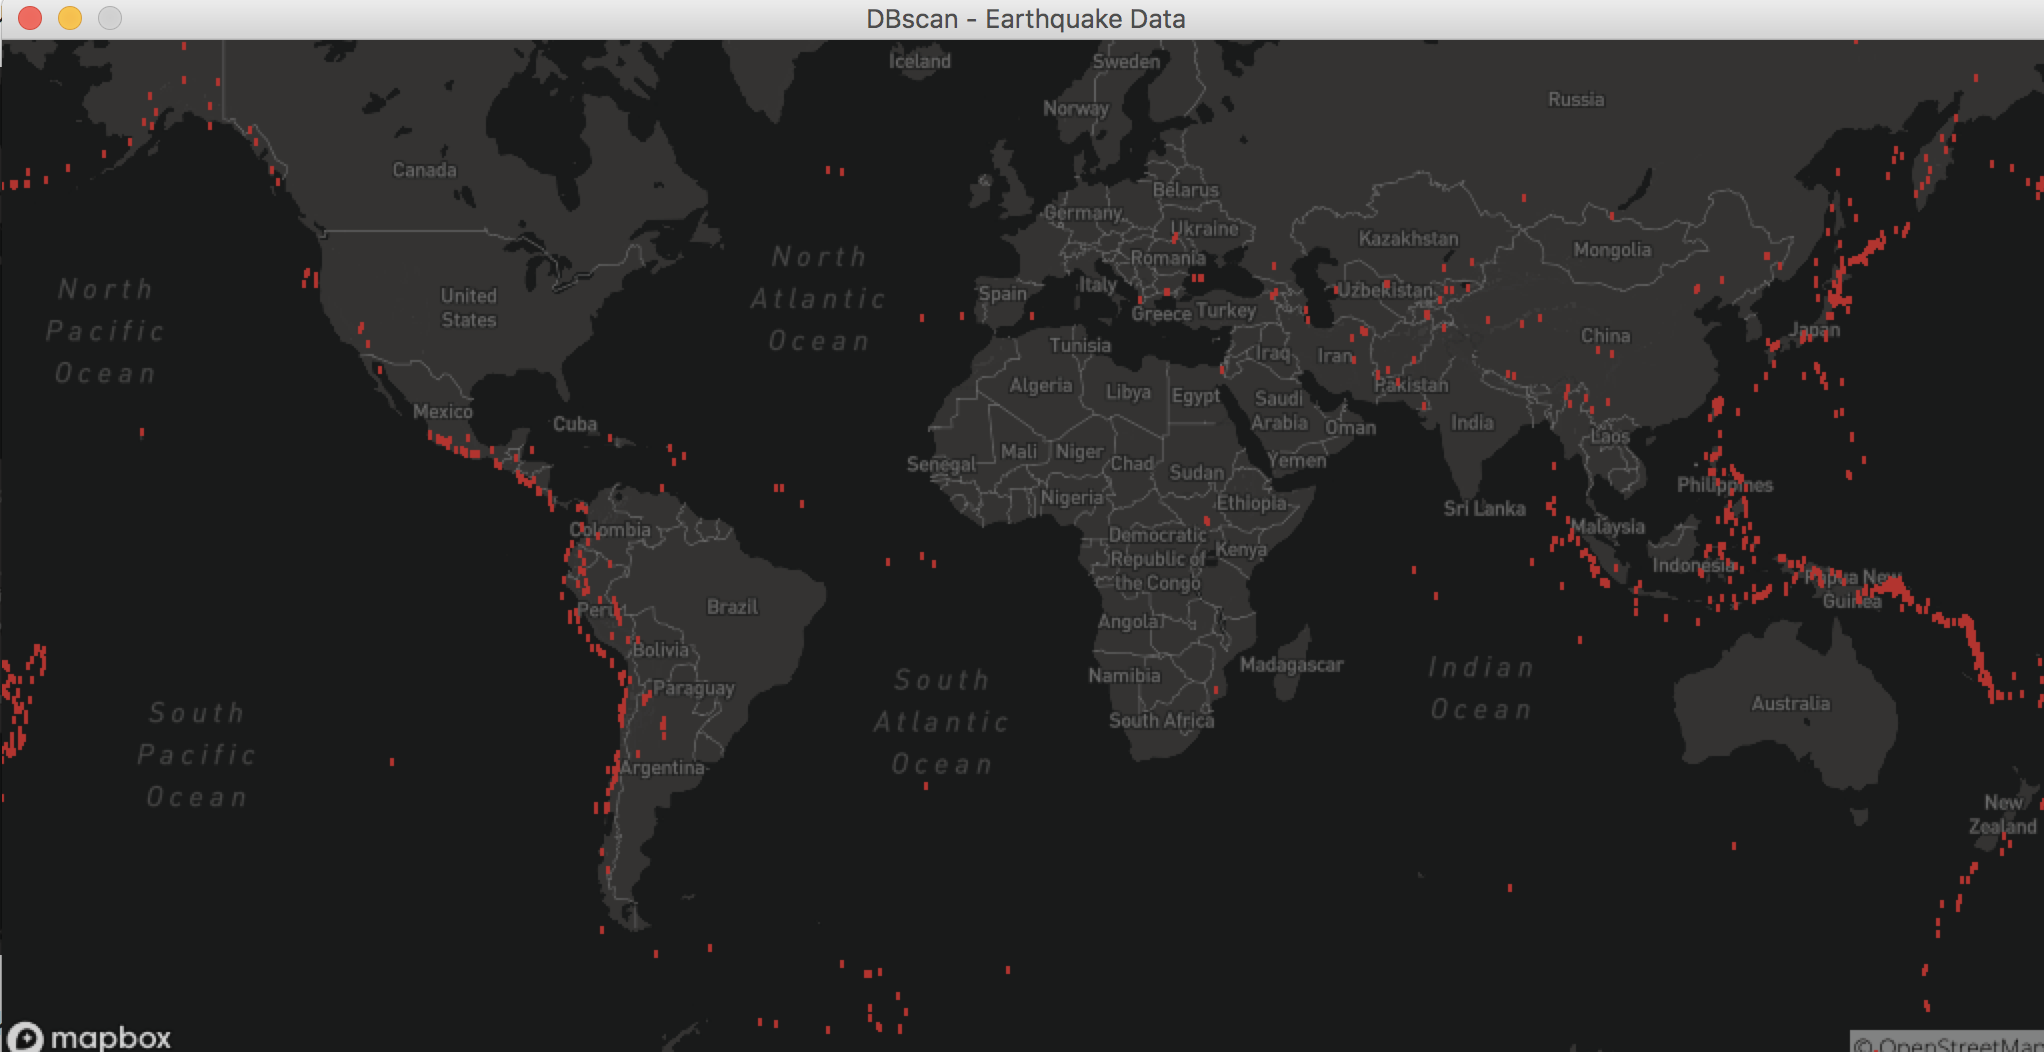 DBscan - Earthquake Data
Iceland
Sweden
Norway
Russia
Canada
Belarus
Germany
Ukraine
Kazakhstan
Mongolia
North
Atlantic
Ocean
Romania
North
Pacific
Ocean
United
States
Spain
Italy
Uzbekistan
Greece
Turkey
Japan
China
Tunisia
Iraq
Iran
Algeria
Libya
Egypt
Pakistan
Mexico
Cuba
Saudi
Arabia
Oman
India
Laos
Mali
Niger
Chad
Senegal
Sudan
Yemen
Nigeria
Ethiopia
Sri Lanka
Philippines
Malaysia
Colombia
Democratic
Republic of
the Congo
Kenya
Indonesia
Papua New
Guinea
Peru
Brazil
Angola
Bolivia
Madagascar
Namibia
Indian
Ocean
South
Atlantic
Ocean
Paraguay
Australia
South
Pacific
Ocean
South Africa
Argentina
New
Zealand
mapbox
© OpenStreetMap